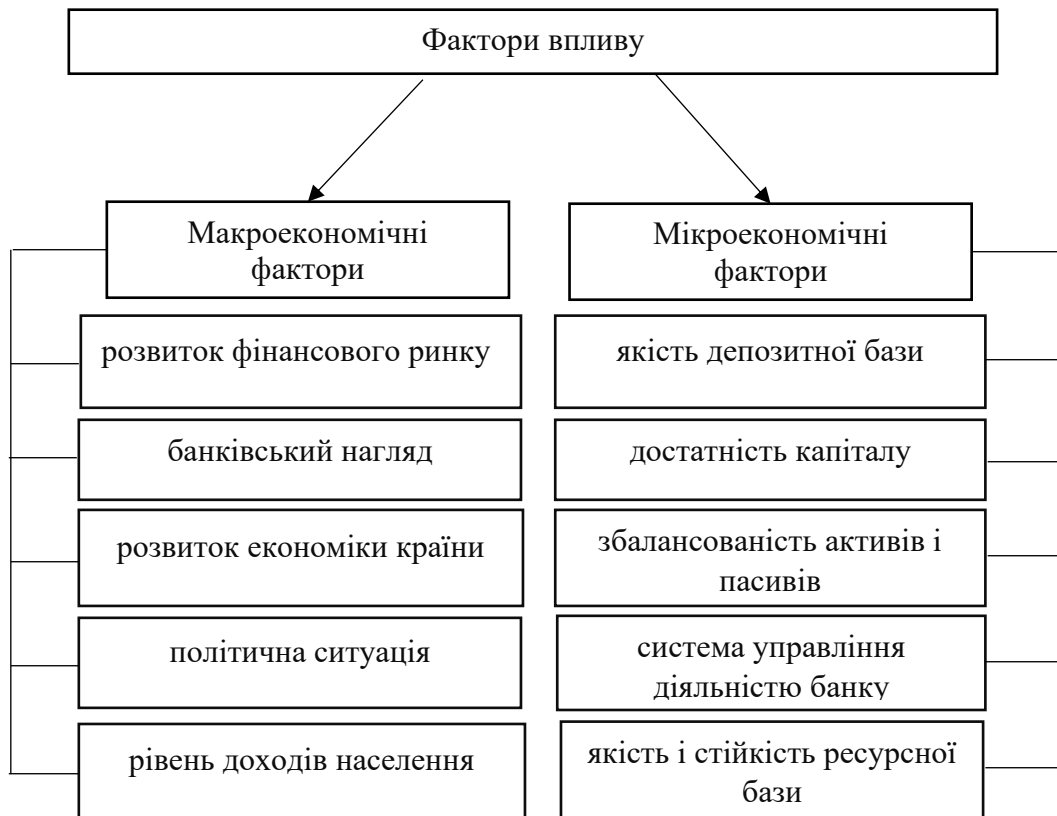 Фактори впливу
Макроекономічні
фактори
розвиток фінансового ринку
банківський нагляд
розвиток економіки країни
політична ситуація
рівень доходів населення
Мікроекономічні
фактори
якість депозитної бази
достатність капіталу
збалансованість активів і
пасивів
система управління
діяльністю банку
якість і стійкість ресурсної
бази